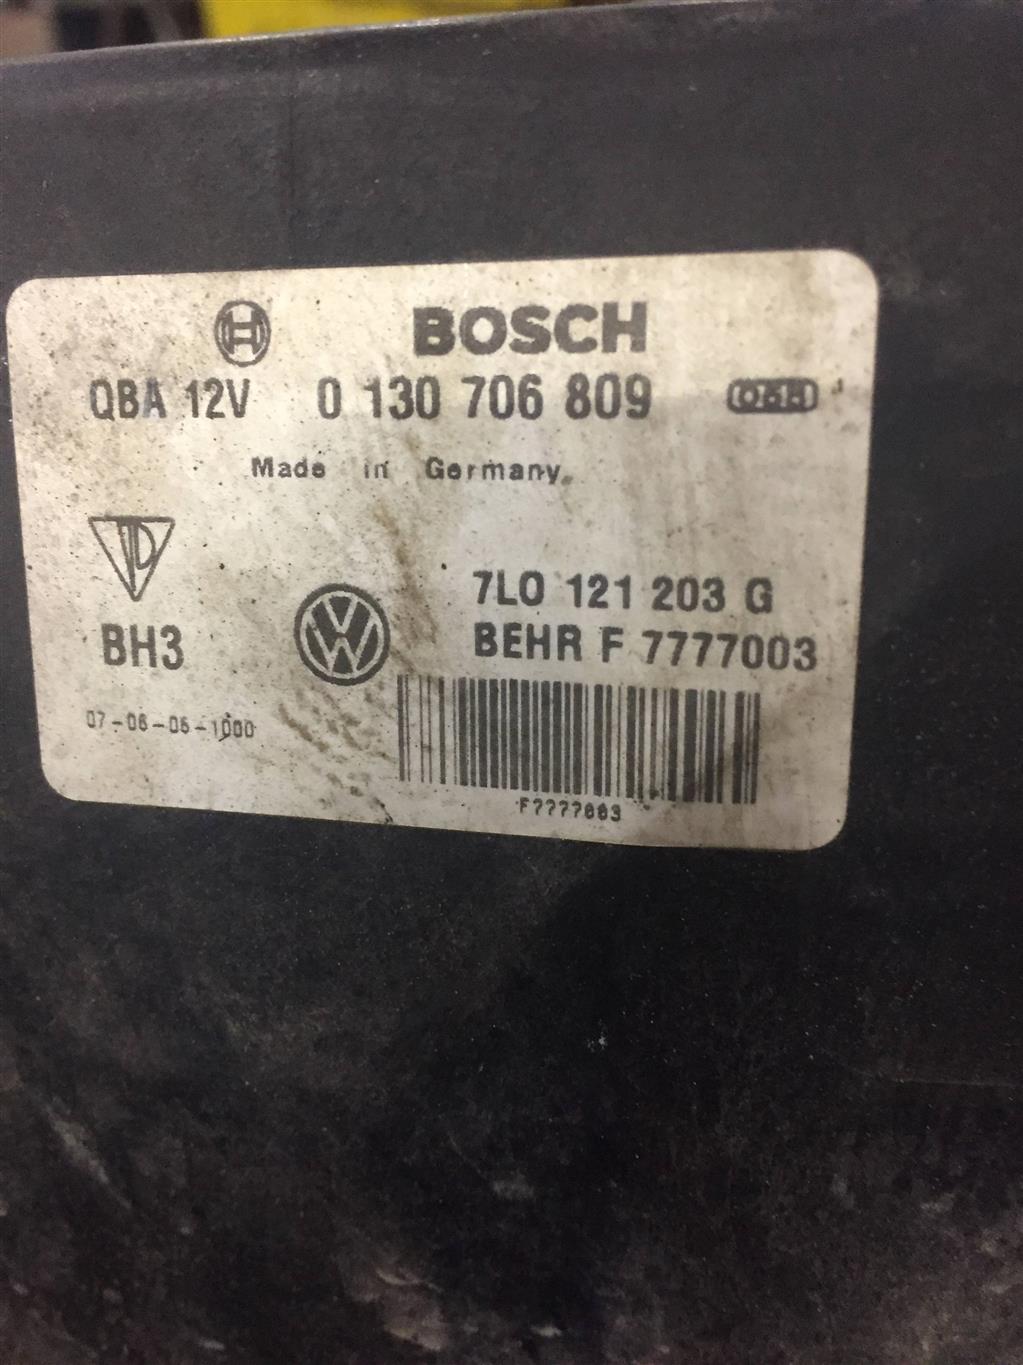 BOSCH
QBA 12V 0 130 706 809
Made in Germany
7L0 121 203 G
BH3 BEHR F 7777003
07-06-06-1000
F7777003